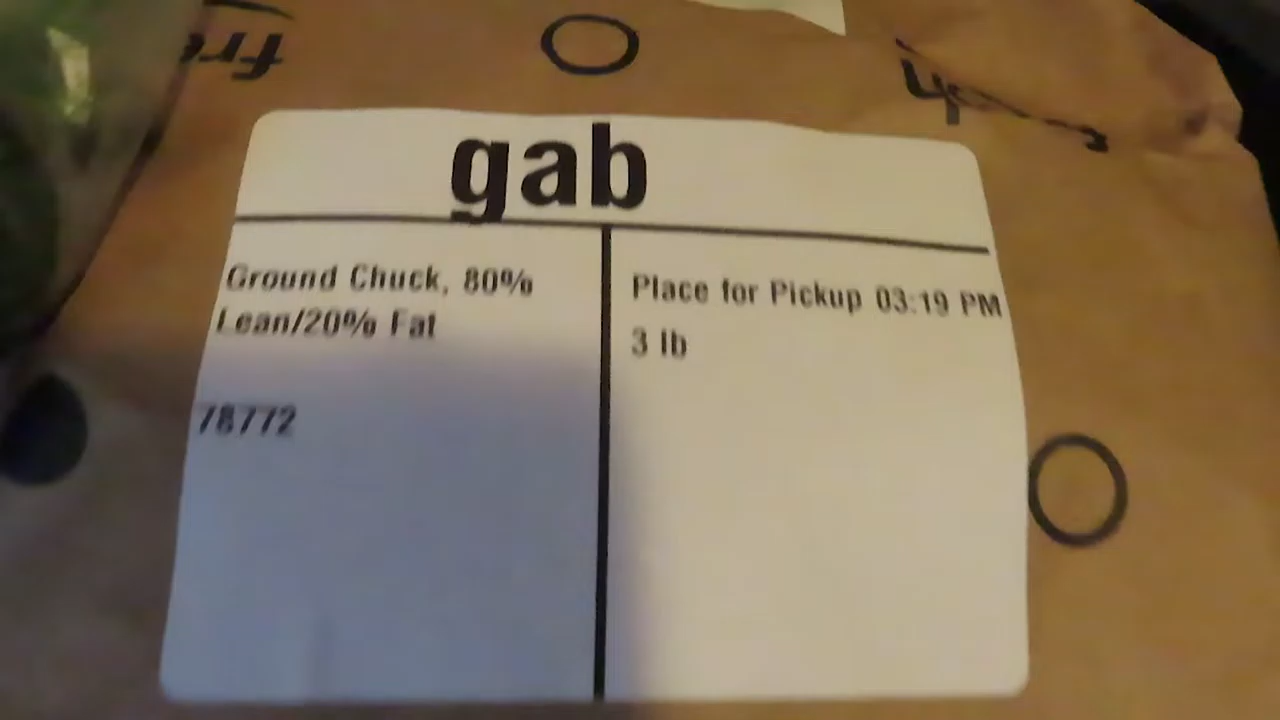 gab
Ground Chuck, 80%
Lean/20% Fat
78772
Place for Pickup 03:19 PM
3 lb